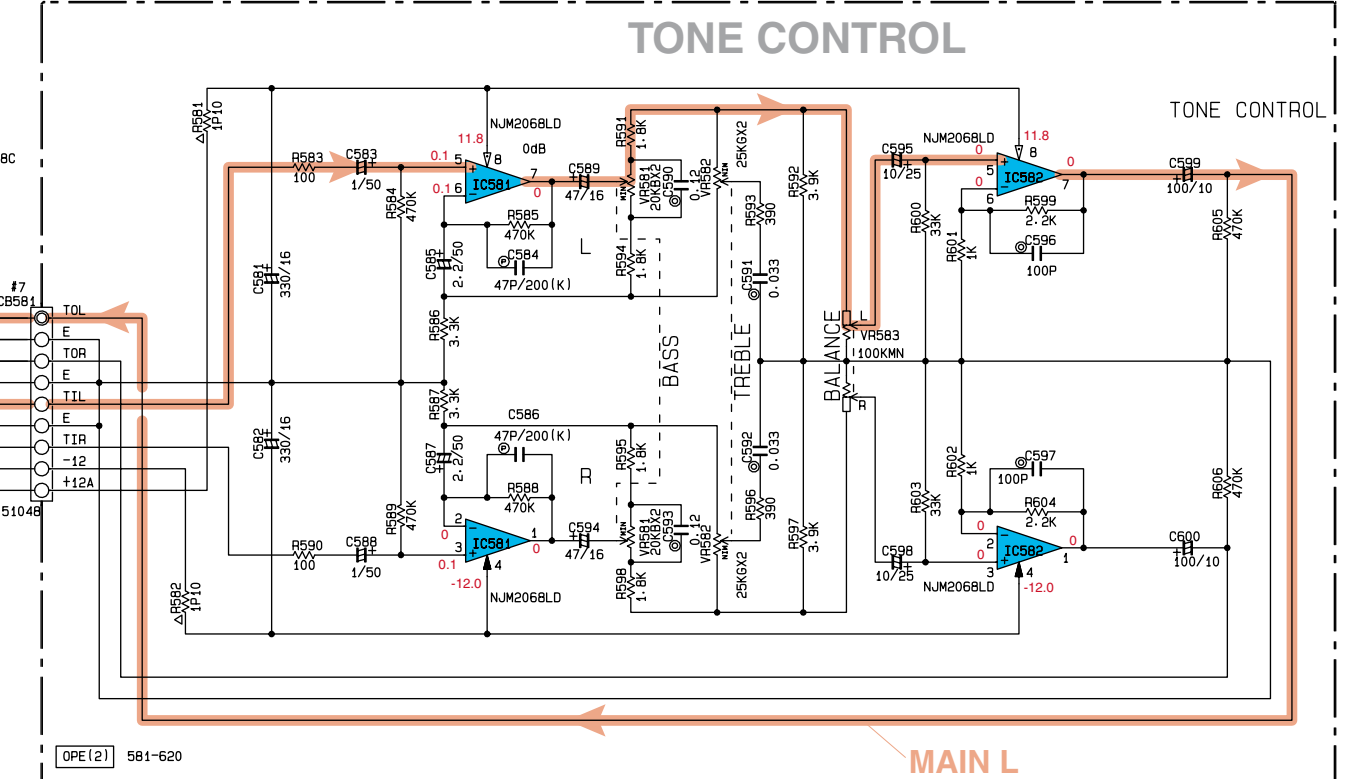 TONE CONTROL
TONE CONTROL
8C
R581
1P10
11.8
NJM2068LD
0dB
R583
100
C583
1/50
0.1
5
8
IC581
7
0
0.1
6
R584
470K
C589
47/16
R591
1.8K
MIN
VR581
20KBX2
C590
0.12
VR582
25KGX2
MIN
R585
470K
C584
47P/200(K)
C585
2.2/50
L
R594
1.8K
R593
390
C591
0.033
R592
3.9K
C581
330/16
R586
3.3K
C595
10/25
NJM2068LD
11.8
0
5
8
IC582
0
7
0
6
R600
33K
R601
1K
R599
2.2K
C596
100P
C599
100/10
R605
470K
#7
CB581
TOL
E
TOR
E
TIL
E
TIR
-12
+12A
51048
BASS
TREBLE
BALANCE
L
VR583
100KMN
R
C582
330/16
R587
3.3K
C587
2.2/50
C586
47P/200(K)
R588
470K
R
R595
1.8K
C592
0.033
R596
390
R597
3.9K
R589
470K
R590
100
C588
1/50
2
0
3
0.1
IC581
1
0
4
-12.0
NJM2068LD
C594
47/16
MIN
VR581
20KBX2
C593
0.12
VR582
25KGX2
MIN
R598
1.8K
R602
1K
R603
33K
C597
100P
R604
2.2K
R606
470K
C598
10/25
0
2
0
3
IC582
0
1
4
-12.0
NJM2068LD
C600
100/10
R582
1P10
OPE(2)
581-620
MAIN L